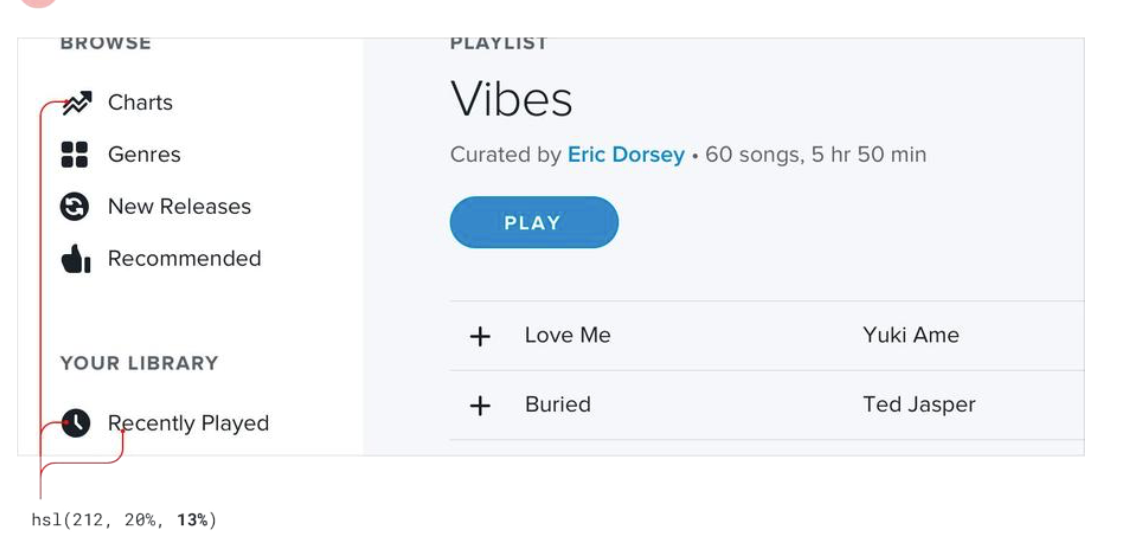 BROWSE
Charts
Genres
New Releases
Recommended
YOUR LIBRARY
Recently Played
PLAYLIST
Vibes
Curated by Eric Dorsey • 60 songs, 5 hr 50 min
PLAY
+ Love Me Yuki Ame
+ Buried Ted Jasper
hsl(212, 20%, 13%)